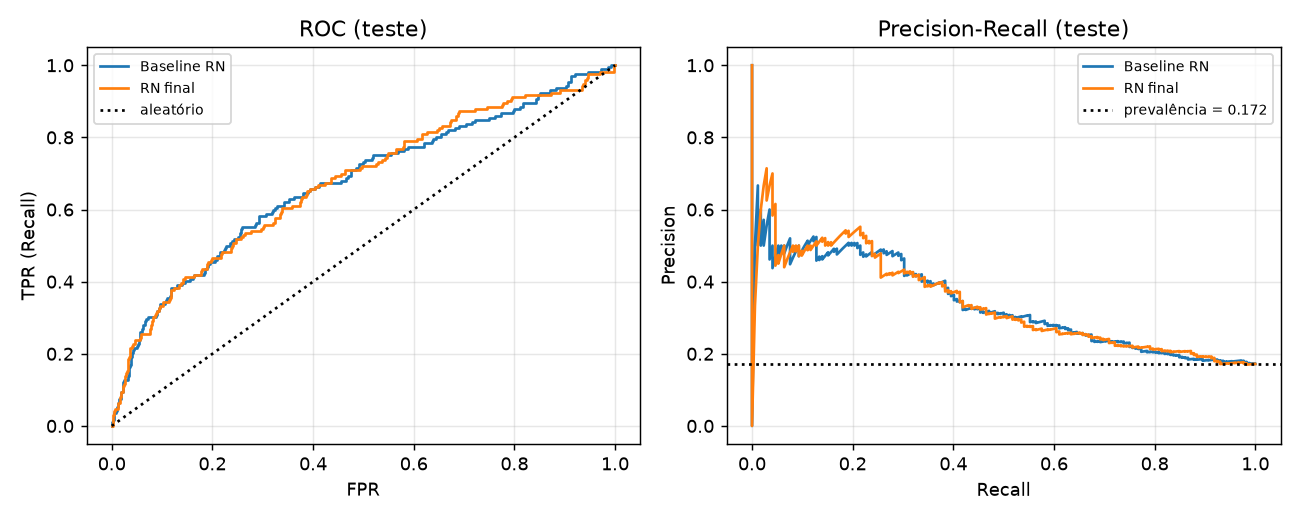 ROC (teste)
Baseline RN
RN final
aleatório
1.0
0.8
0.6
0.4
0.2
0.0
TPR (Recall)
0.0 0.2 0.4 0.6 0.8 1.0
FPR
Precision-Recall (teste)
Baseline RN
RN final
prevalência = 0.172
1.0
0.8
0.6
0.4
0.2
0.0
Precision
0.0 0.2 0.4 0.6 0.8 1.0
Recall